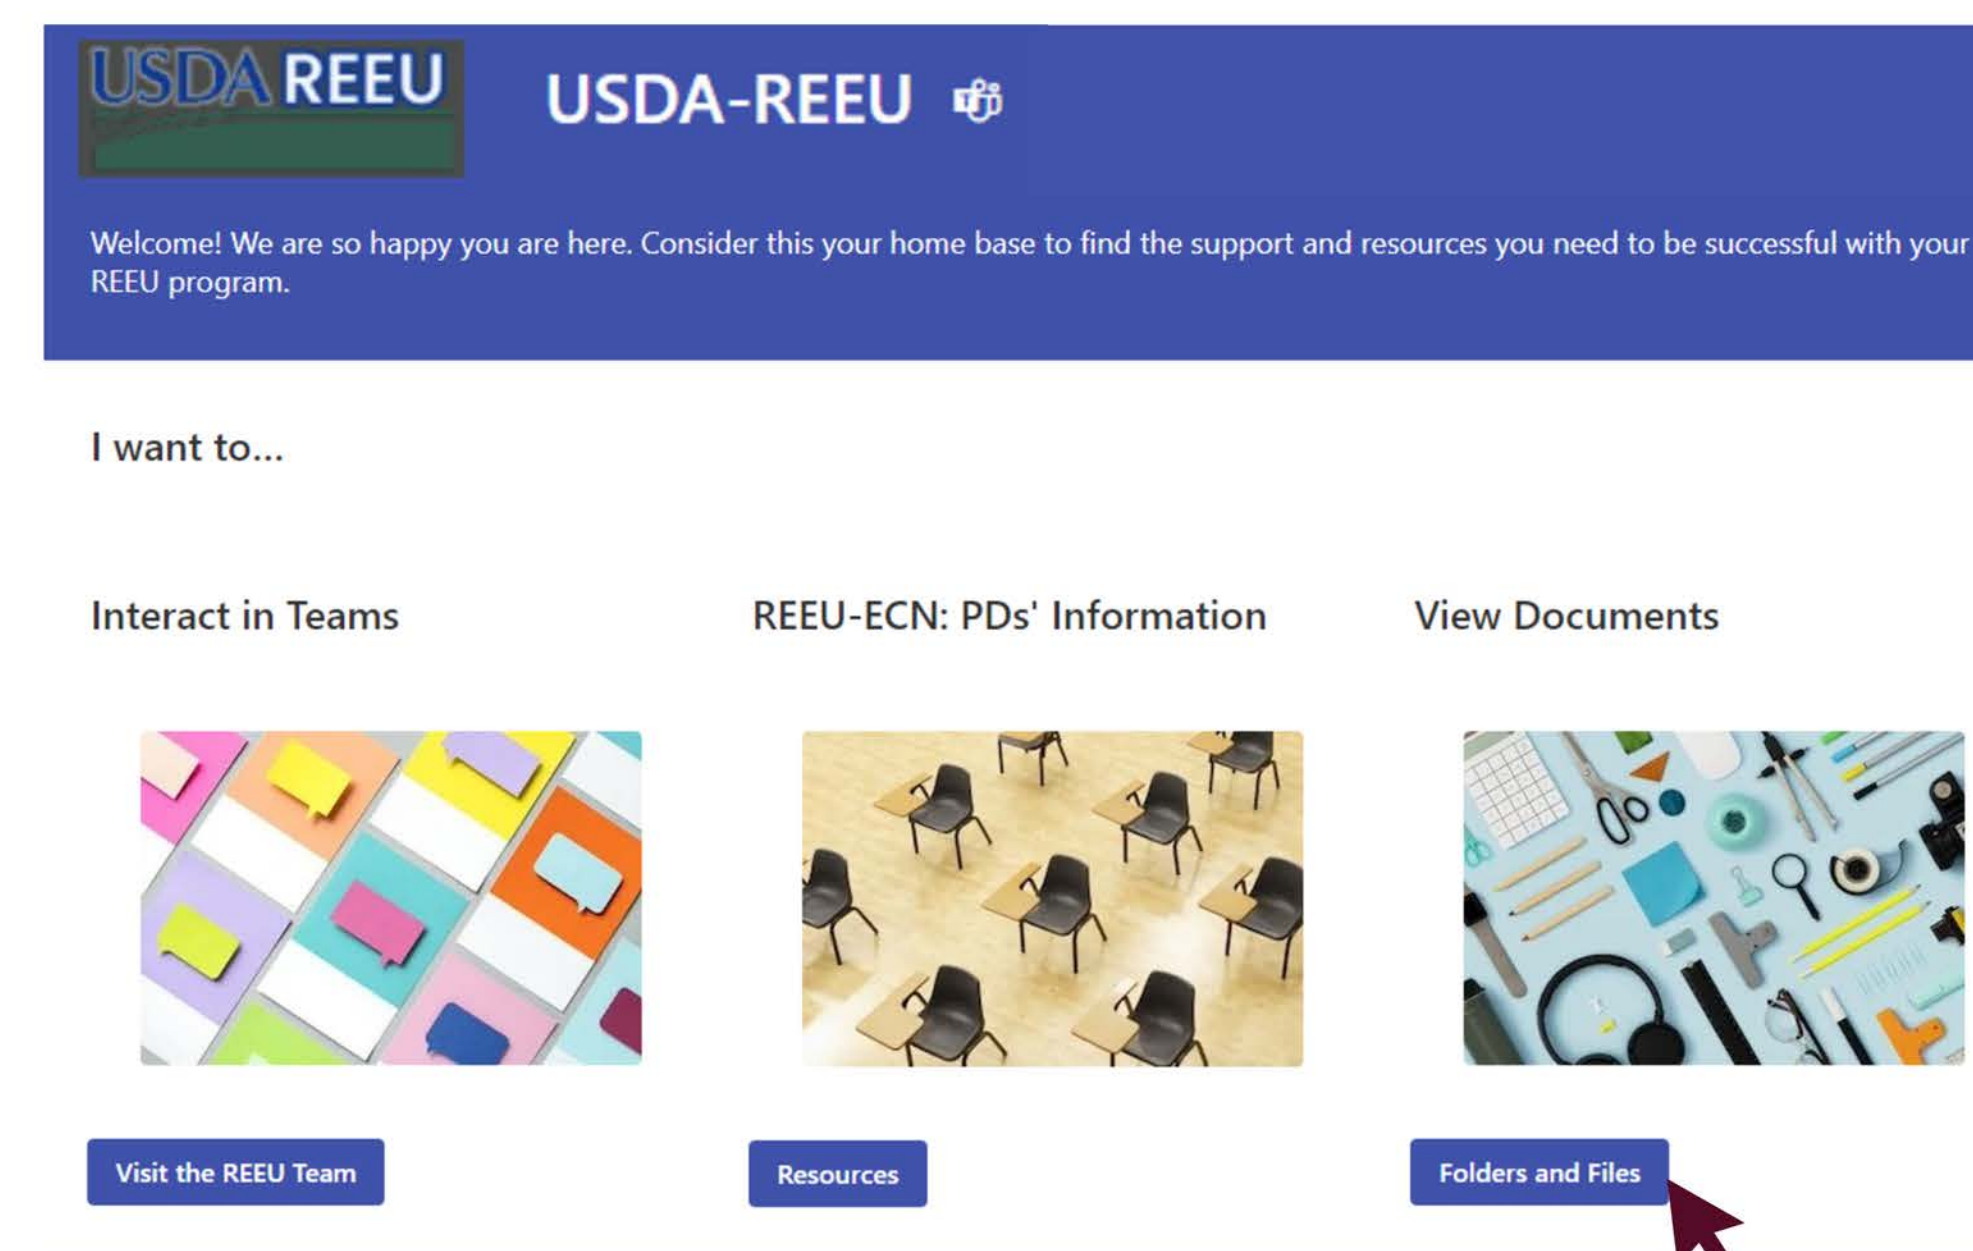 USDA REEU
USDA-REEU
Welcome! We are so happy you are here. Consider this your home base to find the support and resources you need to be successful with your
REEU program.
I want to...
Interact in Teams
REEU-ECN: PDs' Information
View Documents
Visit the REEU Team
Resources
Folders and Files